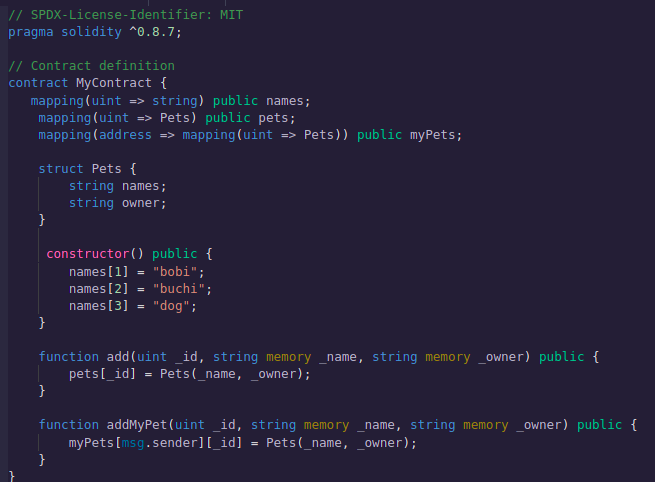 // SPDX-License-Identifier: MIT
pragma solidity ^0.8.7;
// Contract definition
contract MyContract {
mapping(uint => string) public names;
mapping(uint => Pets) public pets;
mapping(address => mapping(uint => Pets)) public myPets;
struct Pets {
string names;
string owner;
}
constructor() public {
names[1] = "bobi";
names[2] = "buchi";
names[3] = "dog";
}
function add(uint _id, string memory _name, string memory _owner) public {
pets[_id] = Pets(_name, _owner);
}
function addMyPet(uint _id, string memory _name, string memory _owner) public {
myPets[msg.sender][_id] = Pets(_name, _owner);
}
}